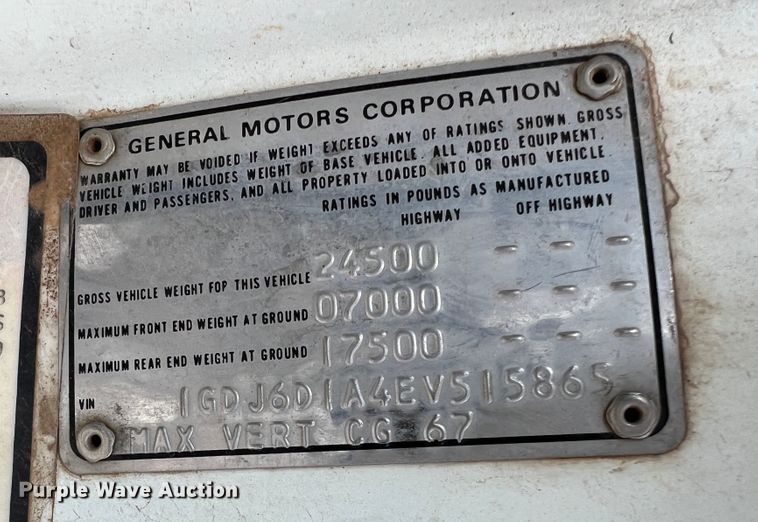 GENERAL MOTORS CORPORATION
WARRANTY MAY BE VOIDED IF WEIGHT EXCEEDS ANY OF RATINGS SHOWN. GROSS
VEHICLE WEIGHT INCLUDES WEIGHT OF BASE VEHICLE, ALL ADDED EQUIPMENT,
DRIVER AND PASSENGERS, AND ALL PROPERTY LOADED INTO OR ONTO VEHICLE.
RATINGS IN POUNDS AS MANUFACTURED
HIGHWAY OFF HIGHWAY
GROSS VEHICLE WEIGHT FOP THIS VEHICLE 24500 - - -
MAXIMUM FRONT END WEIGHT AT GROUND 07000 - - -
MAXIMUM REAR END WEIGHT AT GROUND 17500 - - -
VIN 1GDJ6D1A4EV515865
MAX VERT CG 67
Purple Wave Auction